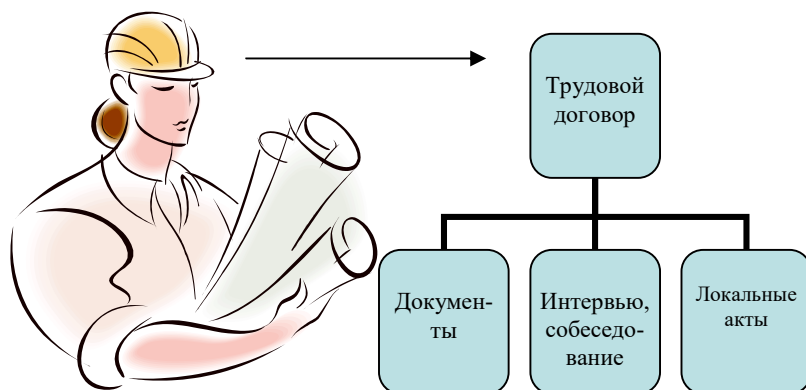 Трудовой
договор
Докумен-
ты
Интервью,
собеседо-
вание
Локальные
акты